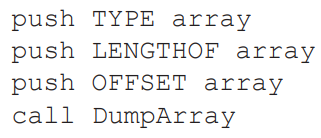 push TYPE array
push LENGTHOF array
push OFFSET array
call DumpArray